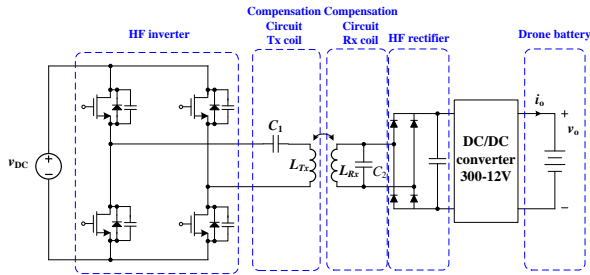 Compensation Compensation
Circuit Circuit
HF inverter Tx coil Rx coil HF rectifier Drone battery
C1
vDC
LTx LRx C2
DC/DC
converter
300-12V
io
+
vo
−